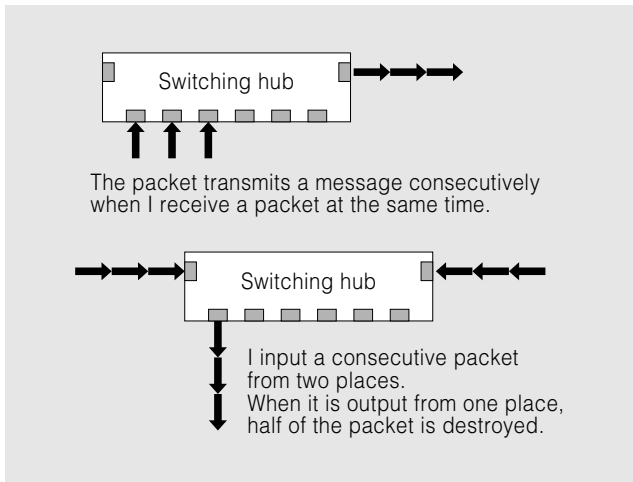 Switching hub
The packet transmits a message consecutively
when I receive a packet at the same time.
Switching hub
I input a consecutive packet
from two places.
When it is output from one place,
half of the packet is destroyed.